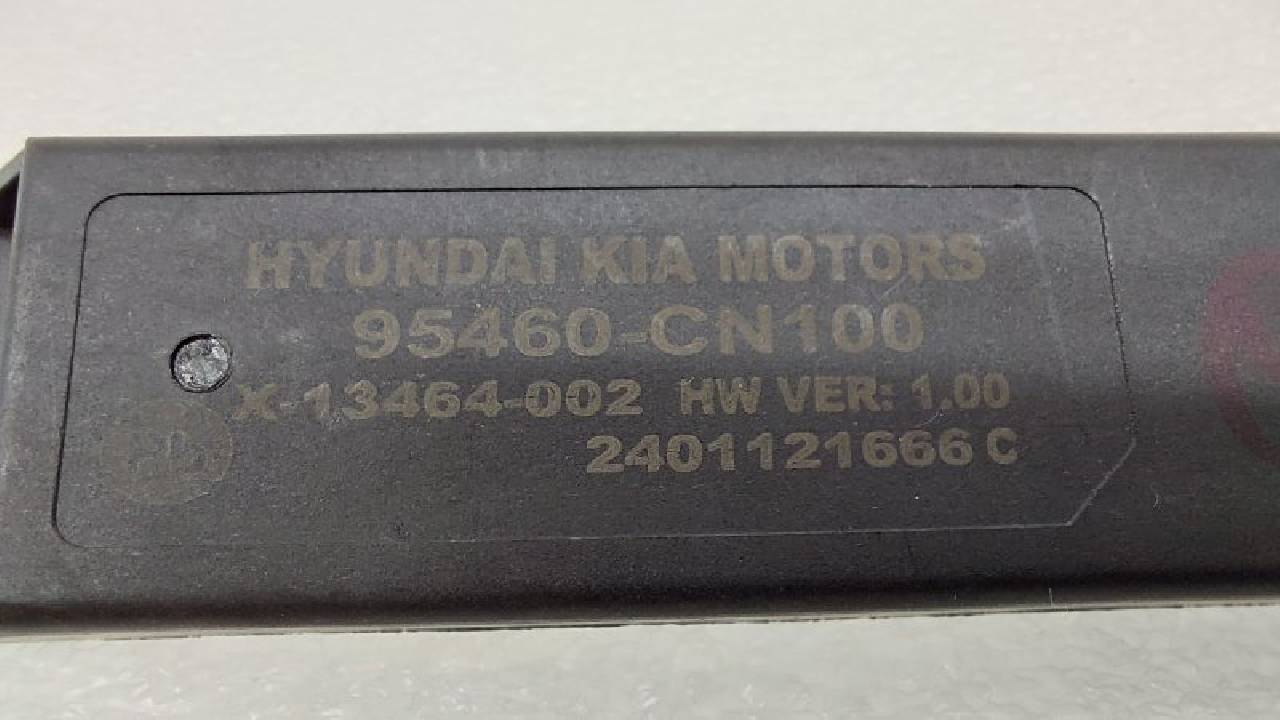 HYUNDAI KIA MOTORS
95460-CN100
X-13464-002 HW VER: 1.00
2401121666 C